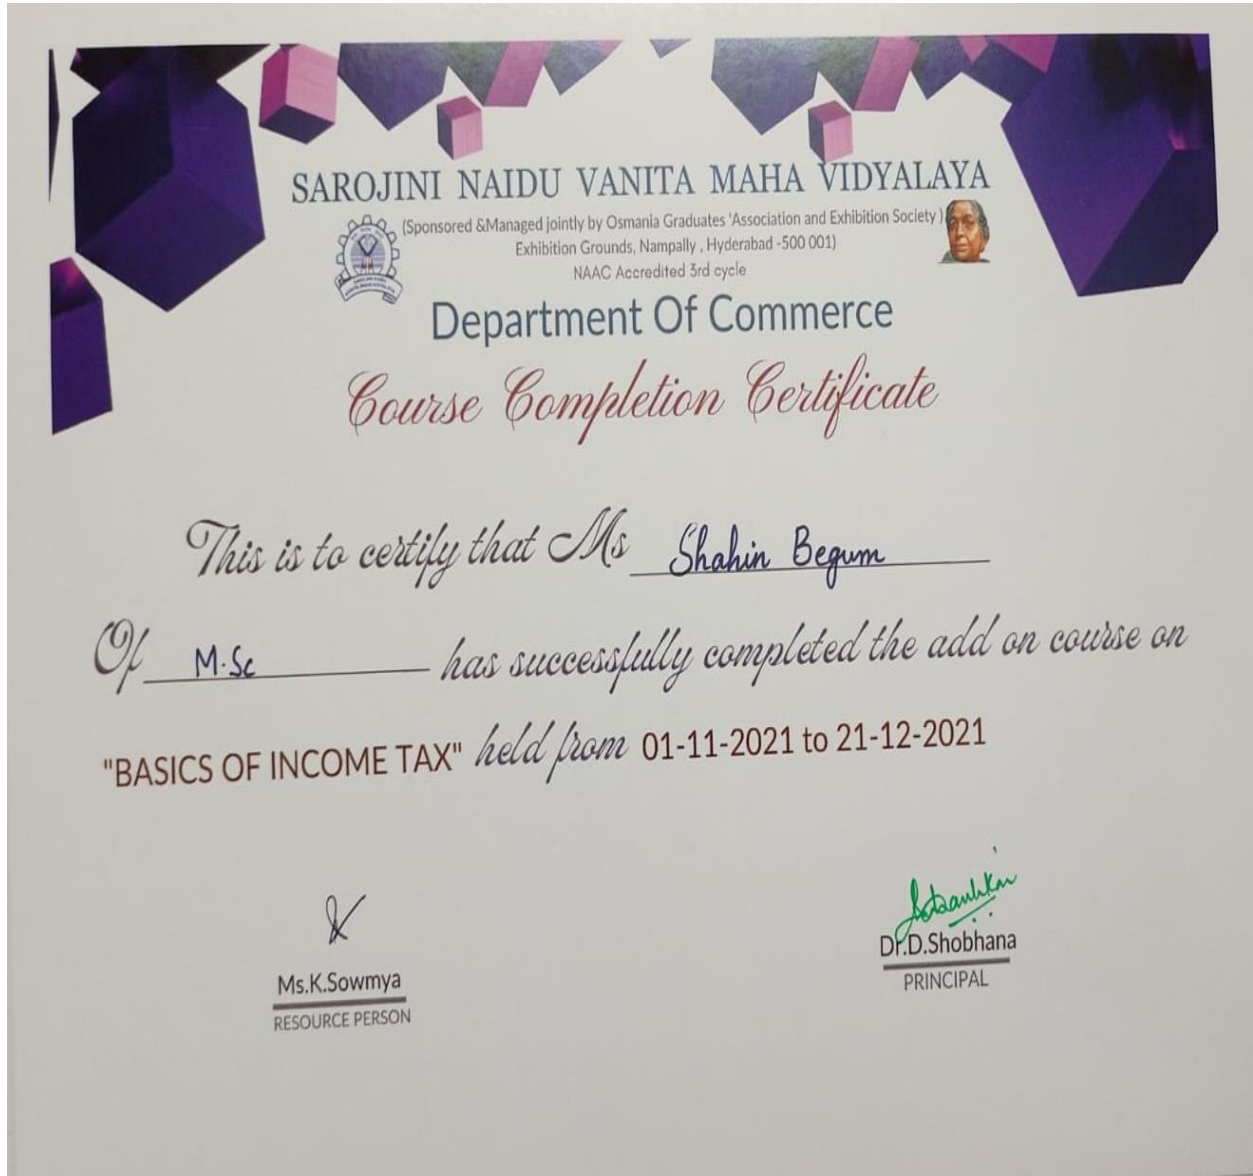 SAROJINI NAIDU VANITA MAHA VIDYALAYA
(Sponsored &Managed jointly by Osmania Graduates 'Association and Exhibition Society )
Exhibition Grounds, Nampally , Hyderabad -500 001)
NAAC Accredited 3rd cycle
Department Of Commerce
Course Completion Certificate
This is to certify that Ms Shahin Begum
Of M.Sc has successfully completed the add on course on
"BASICS OF INCOME TAX" held from 01-11-2021 to 21-12-2021
Ms.K.Sowmya
RESOURCE PERSON
Dr.D.Shobhana
PRINCIPAL